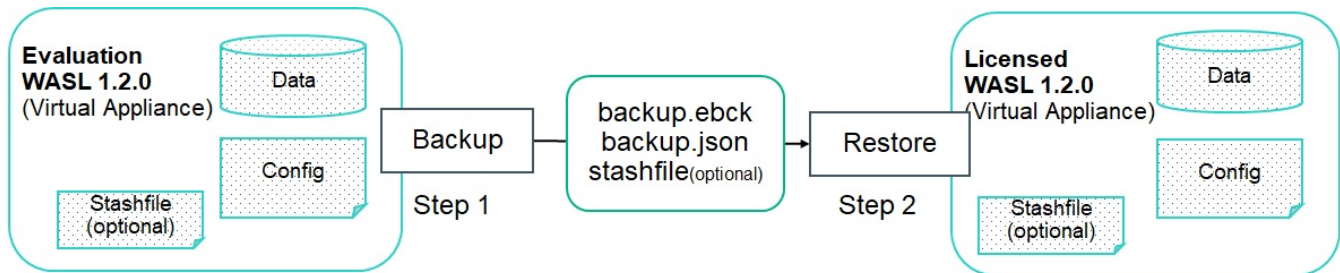 Evaluation
WASL 1.2.0
(Virtual Appliance)
Data
Config
Stashfile
(optional)
Backup
Step 1
backup.ebck
backup.json
stashfile(optional)
Restore
Step 2
Licensed
WASL 1.2.0
(Virtual Appliance)
Data
Config
Stashfile
(optional)